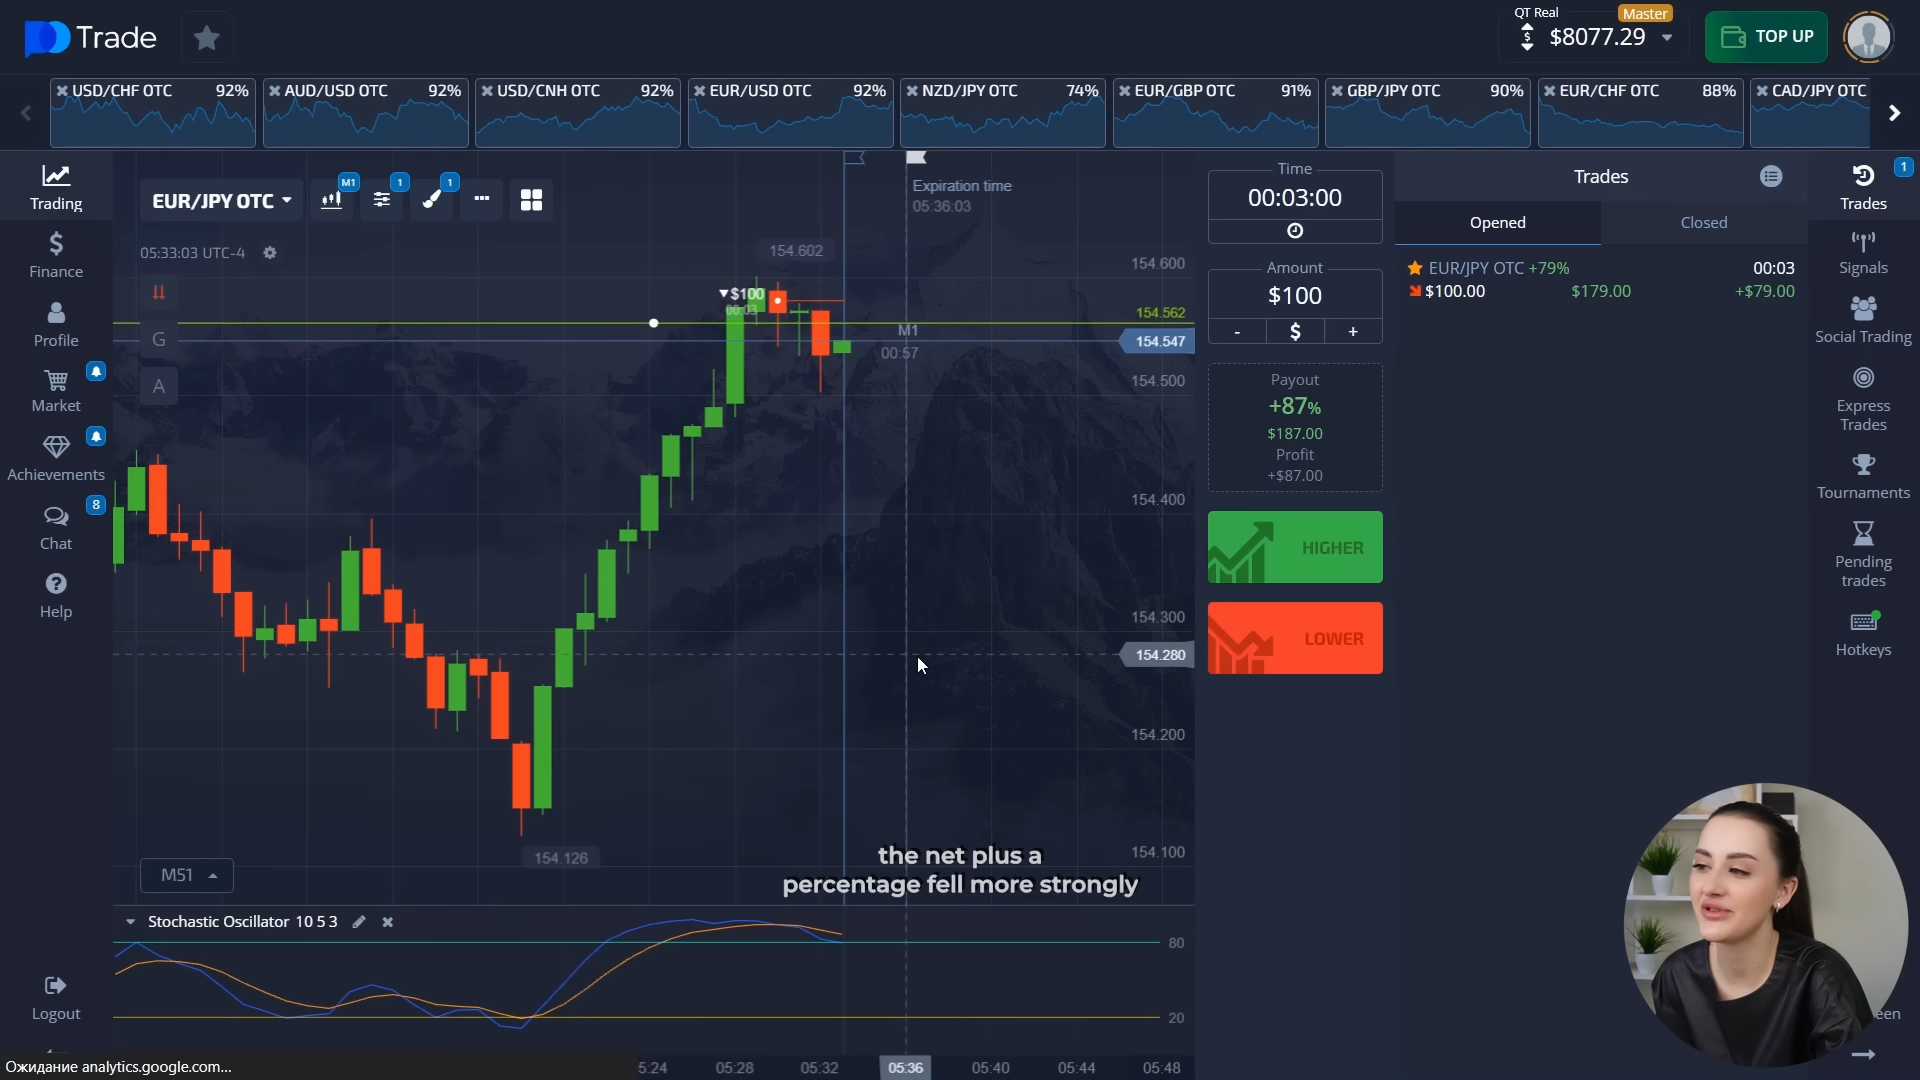 Trade
QT Real
Master
$8077.29
TOP UP
USD/CHF OTC 92%
AUD/USD OTC 92%
USD/CNH OTC 92%
EUR/USD OTC 92%
NZD/JPY OTC 74%
EUR/GBP OTC 91%
GBP/JPY OTC 90%
EUR/CHF OTC 88%
CAD/JPY OTC
Trading
Finance
Profile
Market
Achievements
8
Chat
Help
Logout
EUR/JPY OTC
M1
1
1
05:33:03 UTC-4
G
A
Expiration time
05:36:03
154.602
$100
00:03
M1
00:57
154.600
154.562
154.547
154.500
154.400
154.300
154.280
154.200
154.100
154.126
M51
the net plus a
percentage fell more strongly
Stochastic Oscillator 10 5 3
80
20
5:24
05:28
05:32
05:36
05:40
05:44
05:48
Ожидание analytics.google.com...
Time
00:03:00
Amount
$100
- $ +
Payout
+87%
$187.00
Profit
+$87.00
HIGHER
LOWER
Trades
Opened
Closed
EUR/JPY OTC +79% 00:03
$100.00 $179.00 +$79.00
1
Trades
Signals
Social Trading
Express
Trades
Tournaments
Pending
trades
Hotkeys
een